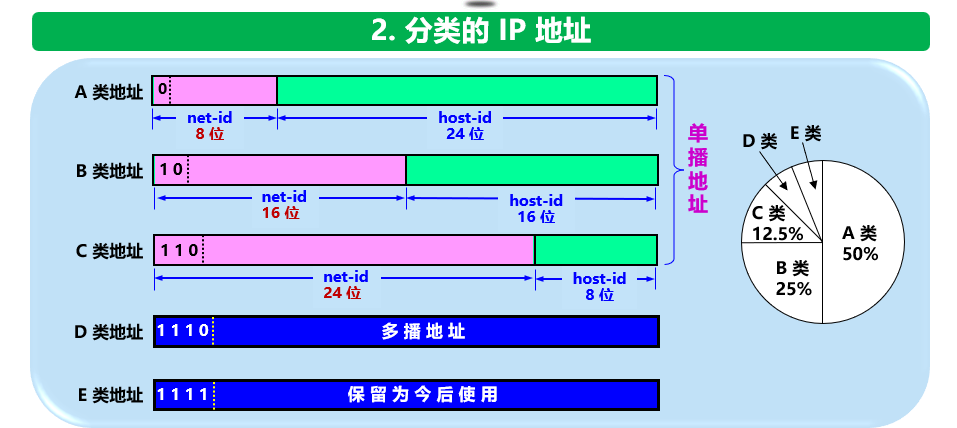 2. 分类的 IP 地址
A 类地址
0
net-id
8 位
host-id
24 位
B 类地址
1 0
net-id
16 位
host-id
16 位
C 类地址
1 1 0
net-id
24 位
host-id
8 位
D 类地址
1 1 1 0
多播地址
E 类地址
1 1 1 1
保留为今后使用
单播地址
D 类
E 类
C 类
12.5%
A 类
50%
B 类
25%